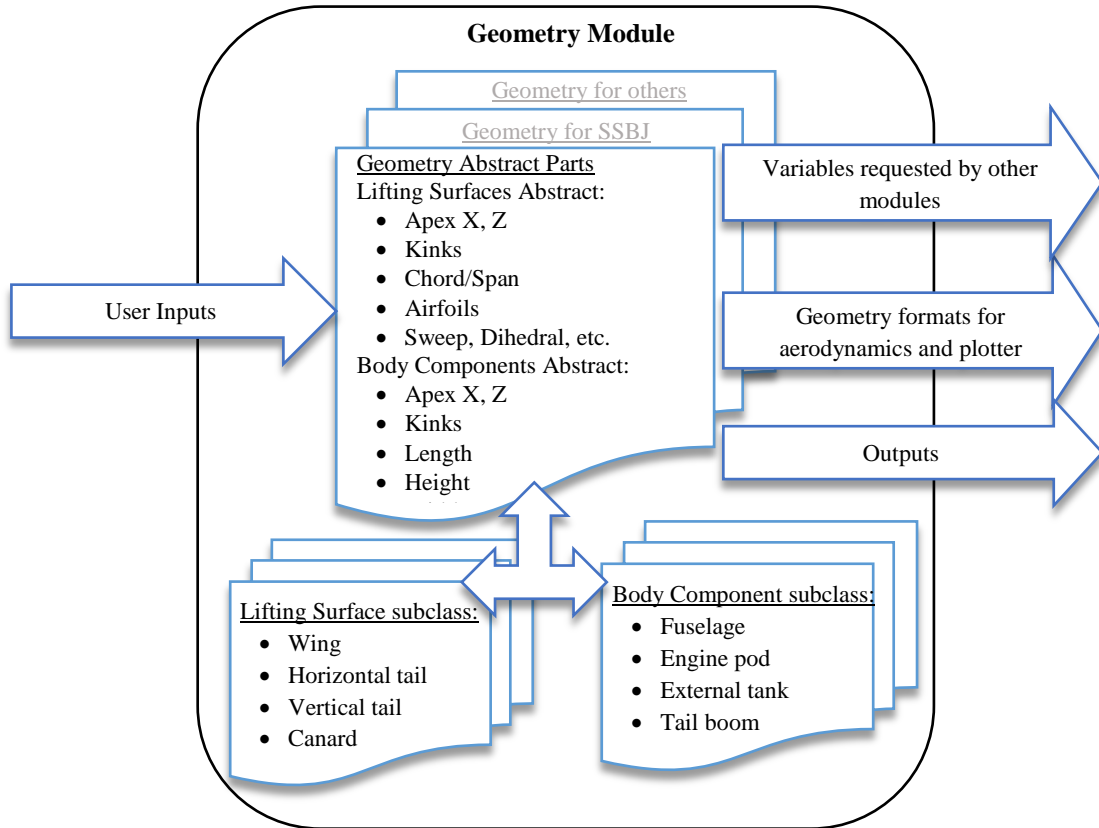 Geometry Module
Geometry for others
Geometry for SSBJ
Geometry Abstract Parts
Lifting Surfaces Abstract:
• Apex X, Z
• Kinks
• Chord/Span
• Airfoils
• Sweep, Dihedral, etc.
Body Components Abstract:
• Apex X, Z
• Kinks
• Length
• Height
User Inputs
Variables requested by other
modules
Geometry formats for
aerodynamics and plotter
Outputs
Lifting Surface subclass:
• Wing
• Horizontal tail
• Vertical tail
• Canard
Body Component subclass:
• Fuselage
• Engine pod
• External tank
• Tail boom